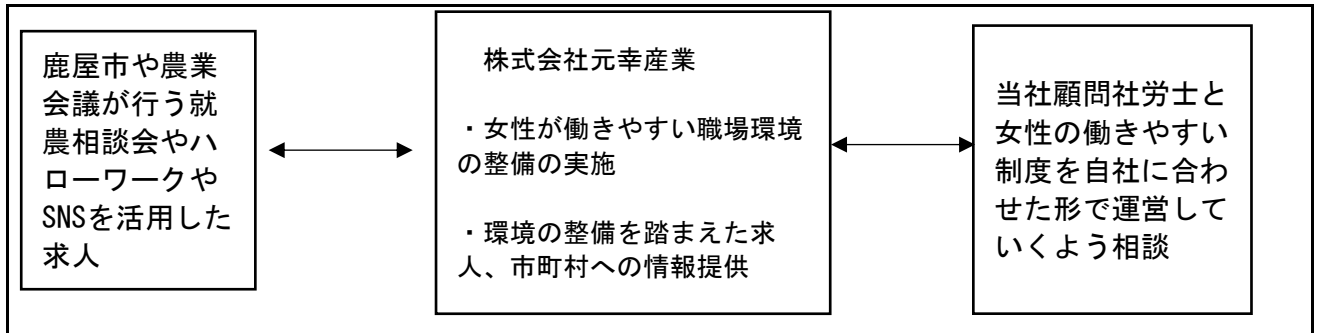 鹿屋市や農業
会議が行う就
農相談会やハ
ローワークや
SNSを活用した
求人
株式会社元幸産業
・女性が働きやすい職場環境
の整備の実施
・環境の整備を踏まえた求
人、市町村への情報提供
当社顧問社労士と
女性の働きやすい
制度を自社に合わ
せた形で運営して
いくよう相談